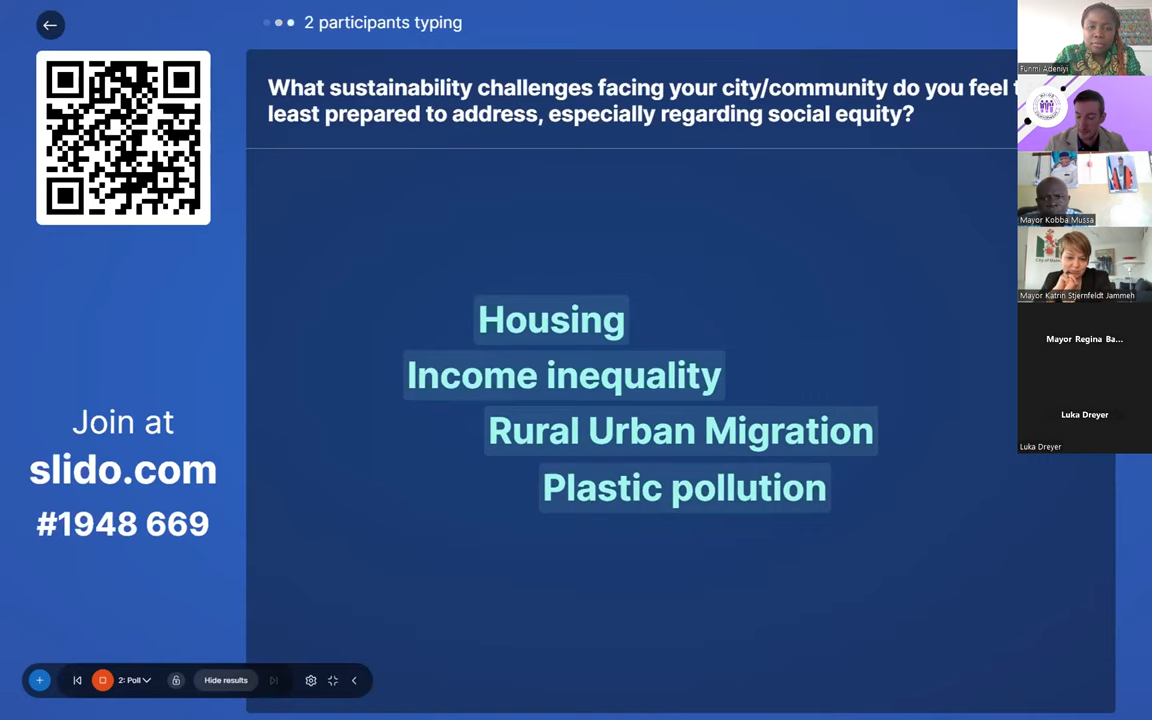 2 participants typing
What sustainability challenges facing your city/community do you feel
least prepared to address, especially regarding social equity?
Housing
Income inequality
Rural Urban Migration
Plastic pollution
Join at
slido.com
#1948 669
2: Poll
Hide results
Funmi Adeniyi
Mayor Kobba Mussa
Mayor Katrin Stjernfeldt Jammeh
Mayor Regina Ba...
Luka Dreyer
Luka Dreyer